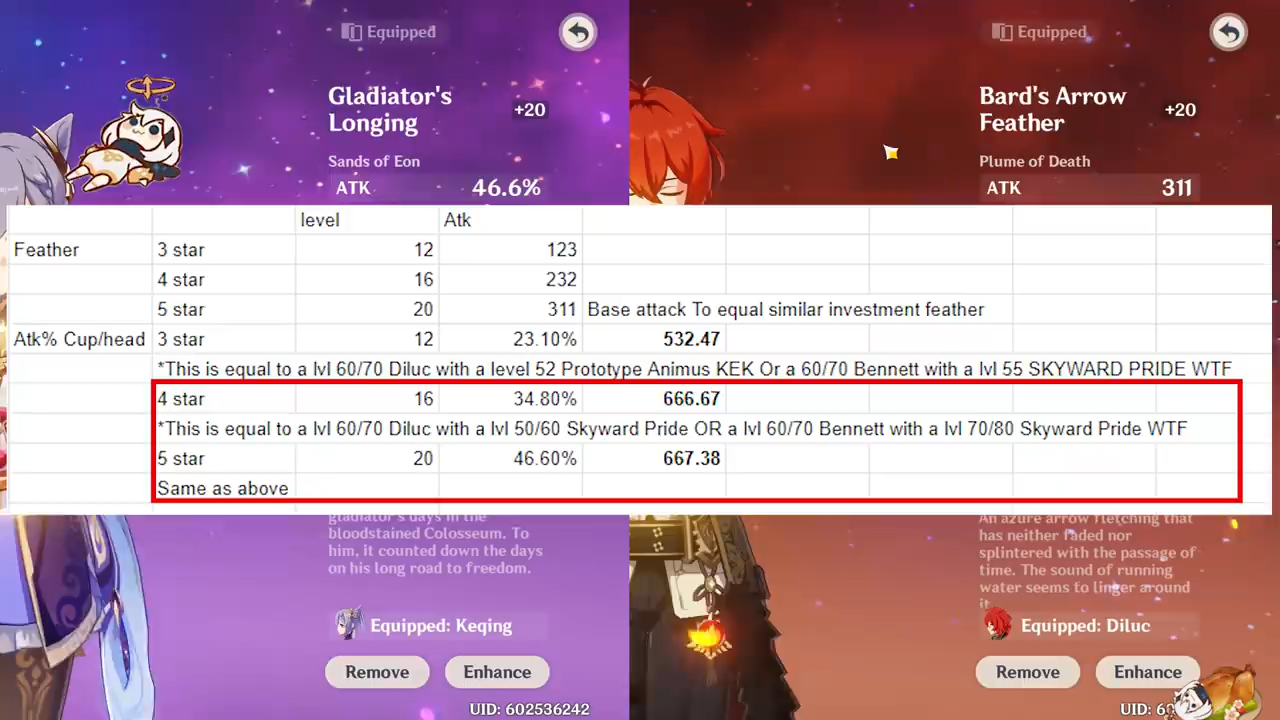 Equipped
Gladiator's
Longing
+20
Sands of Eon
ATK 46.6%
Equipped
Bard's Arrow
Feather
+20
Plume of Death
ATK 311
level Atk
Feather 3 star 12 123
4 star 16 232
5 star 20 311 Base attack To equal similar investment feather
Atk% Cup/head 3 star 12 23.10% 532.47
*This is equal to a lvl 60/70 Diluc with a level 52 Prototype Animus KEK Or a 60/70 Bennett with a lvl 55 SKYWARD PRIDE WTF
4 star 16 34.80% 666.67
*This is equal to a lvl 60/70 Diluc with a lvl 50/60 Skyward Pride OR a lvl 60/70 Bennett with a lvl 70/80 Skyward Pride WTF
5 star 20 46.60% 667.38
Same as above
gladiator's days in the
bloodstained Colosseum. To
him, it counted down the days
on his long road to freedom.
Equipped: Keqing
Remove Enhance
UID: 602536242
An azure arrow fletching that
has neither faded nor
splintered with the passage of
time. The sound of running
water seems to linger around
it.
Equipped: Diluc
Remove Enhance
UID: 60